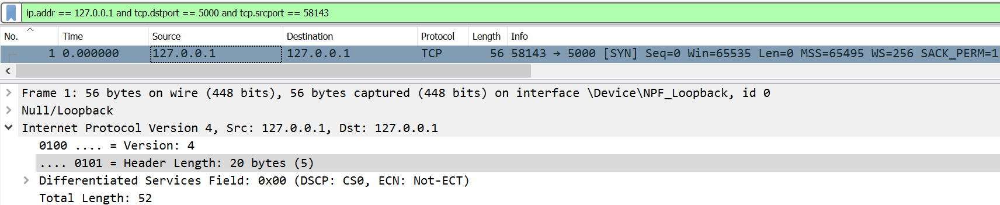 ip.addr == 127.0.0.1 and tcp.dstport == 5000 and tcp.srcport == 58143
No. Time Source Destination Protocol Length Info
1 0.000000 127.0.0.1 127.0.0.1 TCP 56 58143 → 5000 [SYN] Seq=0 Win=65535 Len=0 MSS=65495 WS=256 SACK_PERM=1
Frame 1: 56 bytes on wire (448 bits), 56 bytes captured (448 bits) on interface \Device\NPF_Loopback, id 0
Null/Loopback
Internet Protocol Version 4, Src: 127.0.0.1, Dst: 127.0.0.1
0100 .... = Version: 4
.... 0101 = Header Length: 20 bytes (5)
Differentiated Services Field: 0x00 (DSCP: CS0, ECN: Not-ECT)
Total Length: 52